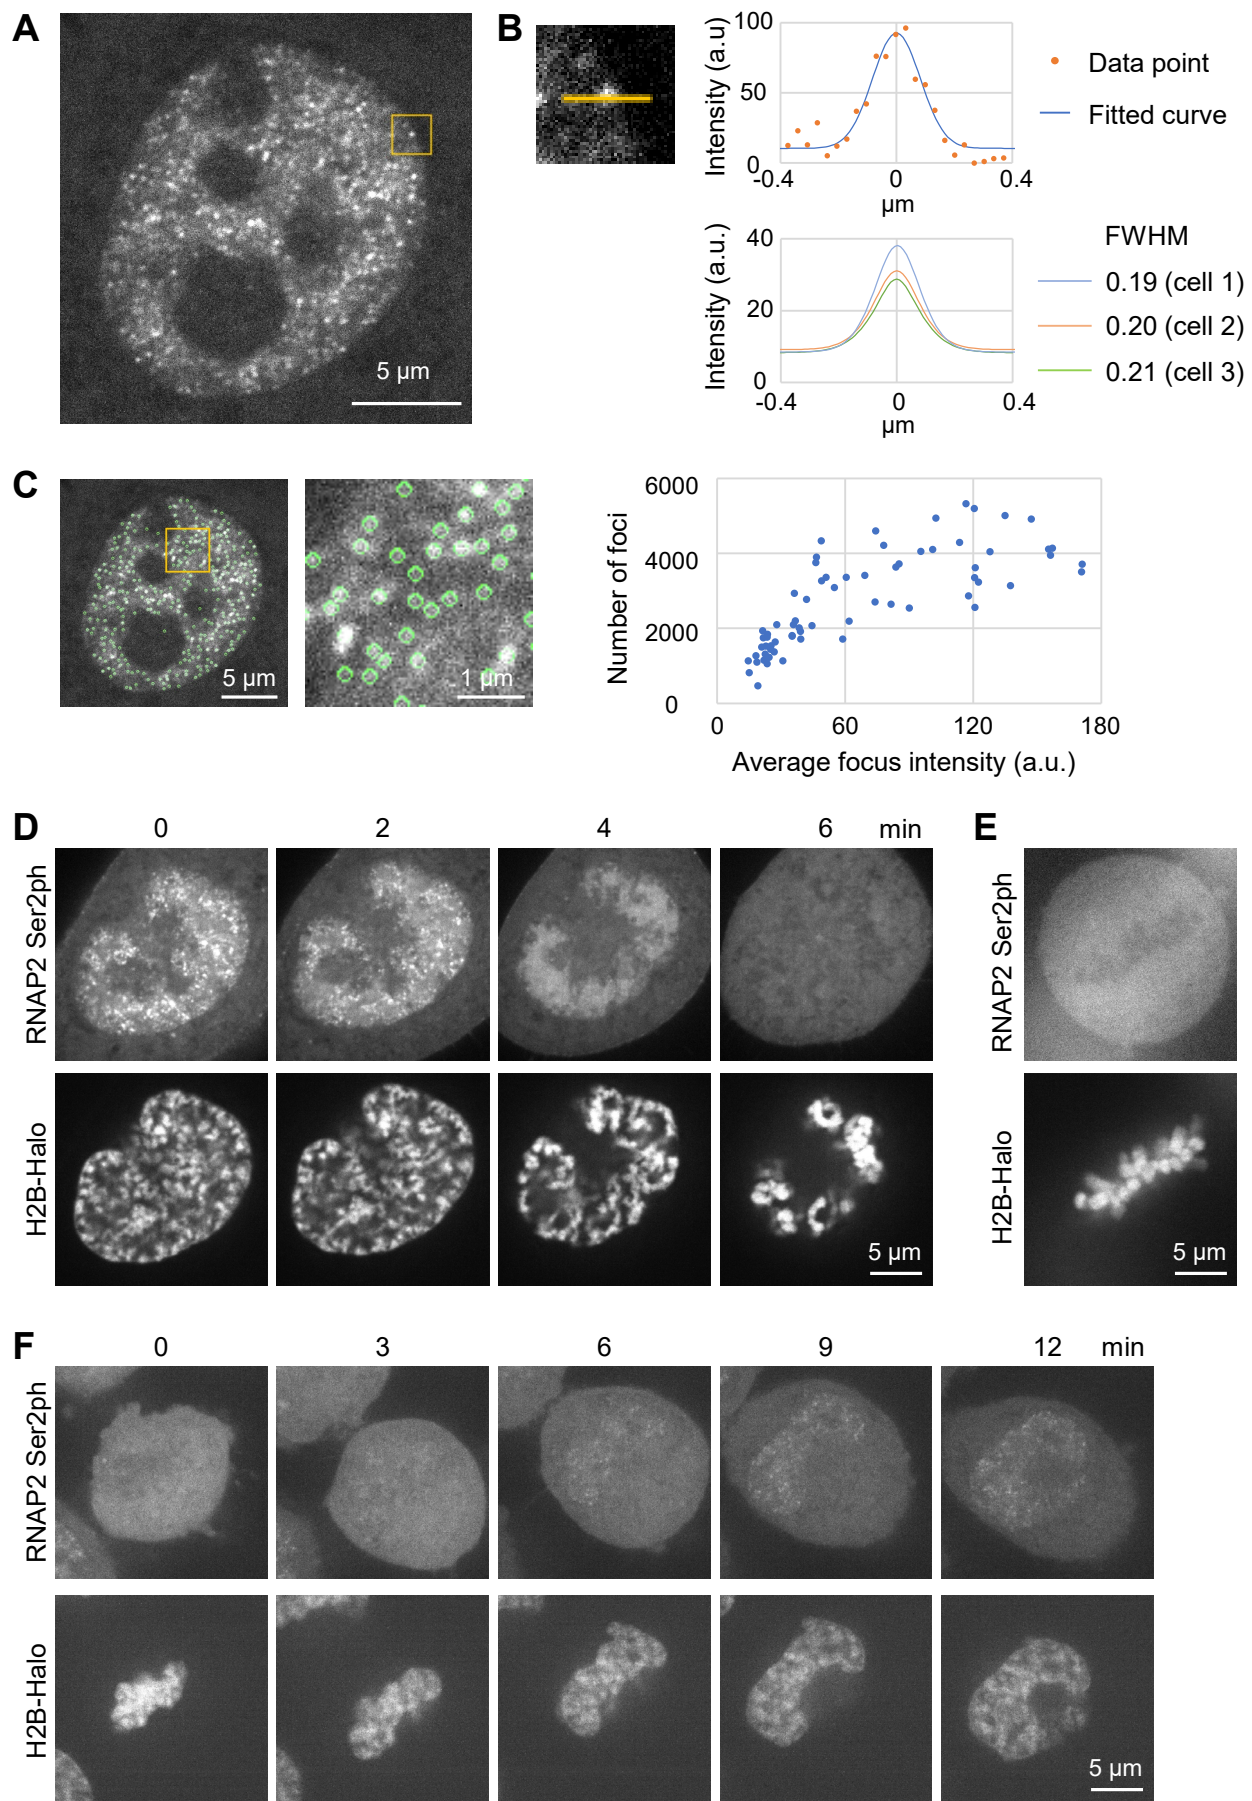 A
5 µm
B
Intensity (a.u)
100
50
0
-0.4
0
0.4
µm
Data point
Fitted curve
Intensity (a.u.)
40
20
0
-0.4
0
0.4
µm
FWHM
0.19 (cell 1)
0.20 (cell 2)
0.21 (cell 3)
C
5 µm
1 µm
Number of foci
6000
4000
2000
0
0
60
120
180
Average focus intensity (a.u.)
D
0
2
4
6
min
RNAP2 Ser2ph
H2B-Halo
5 µm
E
RNAP2 Ser2ph
H2B-Halo
5 µm
F
0
3
6
9
12
min
RNAP2 Ser2ph
H2B-Halo
5 µm